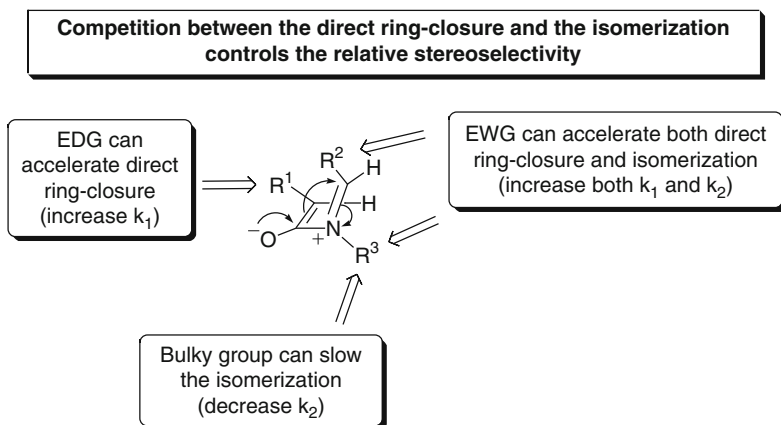 Competition between the direct ring-closure and the isomerization
controls the relative stereoselectivity
EDG can
accelerate direct
ring-closure
(increase k₁)
EWG can accelerate both direct
ring-closure and isomerization
(increase both k₁ and k₂)
R²
H
R¹
H
⁻O
N
+
R³
Bulky group can slow
the isomerization
(decrease k₂)